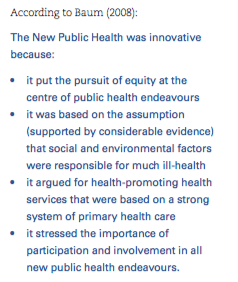 According to Baum (2008):
The New Public Health was innovative
because:
• it put the pursuit of equity at the
centre of public health endeavours
• it was based on the assumption
(supported by considerable evidence)
that social and environmental factors
were responsible for much ill-health
• it argued for health-promoting health
services that were based on a strong
system of primary health care
• it stressed the importance of
participation and involvement in all
new public health endeavours.